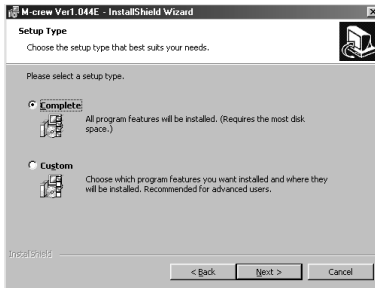 M-crew Ver1.044E - InstallShield Wizard
Setup Type
Choose the setup type that best suits your needs.
Please select a setup type.
Complete
All program features will be installed. (Requires the most disk
space.)
Custom
Choose which program features you want installed and where they
will be installed. Recommended for advanced users.
InstallShield
< Back
Next >
Cancel